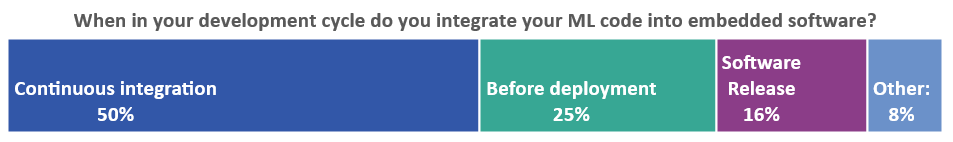 When in your development cycle do you integrate your ML code into embedded software?
Continuous integration
50%
Before deployment
25%
Software
Release
16%
Other:
8%